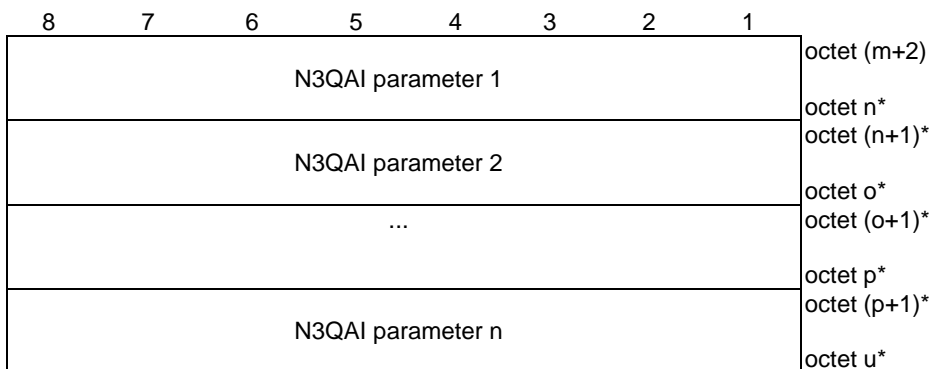 8 7 6 5 4 3 2 1
octet (m+2)
N3QAI parameter 1
octet n*
octet (n+1)*
N3QAI parameter 2
octet o*
octet (o+1)*
...
octet p*
octet (p+1)*
N3QAI parameter n
octet u*